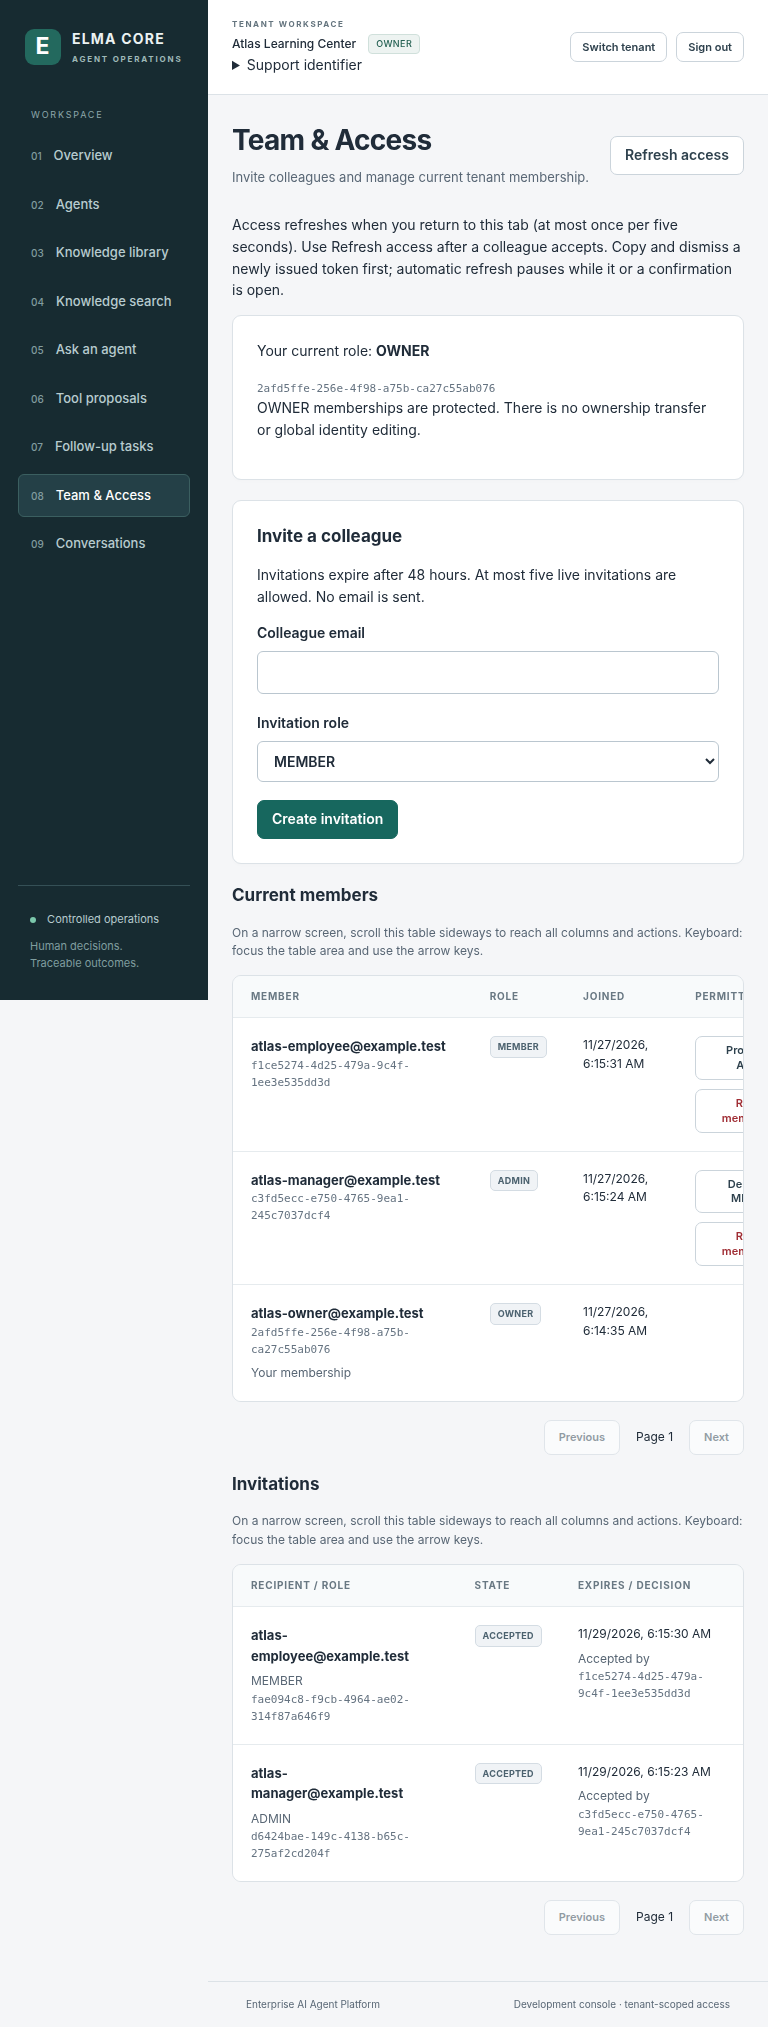 E
ELMA CORE
AGENT OPERATIONS
WORKSPACE
01 Overview
02 Agents
03 Knowledge library
04 Knowledge search
05 Ask an agent
06 Tool proposals
07 Follow-up tasks
08 Team & Access
09 Conversations
Controlled operations
Human decisions.
Traceable outcomes.
TENANT WORKSPACE
Atlas Learning Center OWNER
Support identifier
Switch tenant Sign out
Team & Access
Invite colleagues and manage current tenant membership.
Refresh access
Access refreshes when you return to this tab (at most once per five
seconds). Use Refresh access after a colleague accepts. Copy and dismiss a
newly issued token first; automatic refresh pauses while it or a confirmation
is open.
Your current role: OWNER
2afd5ffe-256e-4f98-a75b-ca27c55ab076
OWNER memberships are protected. There is no ownership transfer
or global identity editing.
Invite a colleague
Invitations expire after 48 hours. At most five live invitations are
allowed. No email is sent.
Colleague email
Invitation role
MEMBER
Create invitation
Current members
On a narrow screen, scroll this table sideways to reach all columns and actions. Keyboard:
focus the table area and use the arrow keys.
MEMBER ROLE JOINED PERMITT
atlas-employee@example.test MEMBER 11/27/2026,
6:15:31 AM
f1ce5274-4d25-479a-9c4f-
1ee3e535dd3d
Pro
A
R
mem
atlas-manager@example.test ADMIN 11/27/2026,
6:15:24 AM
c3fd5ecc-e750-4765-9ea1-
245c7037dcf4
De
ME
R
mem
atlas-owner@example.test OWNER 11/27/2026,
6:14:35 AM
2afd5ffe-256e-4f98-a75b-
ca27c55ab076
Your membership
Previous Page 1 Next
Invitations
On a narrow screen, scroll this table sideways to reach all columns and actions. Keyboard:
focus the table area and use the arrow keys.
RECIPIENT / ROLE STATE EXPIRES / DECISION
atlas-
employee@example.test
MEMBER
fae094c8-f9cb-4964-ae02-
314f87a646f9
ACCEPTED
11/29/2026, 6:15:30 AM
Accepted by
f1ce5274-4d25-479a-
9c4f-1ee3e535dd3d
atlas-
manager@example.test
ADMIN
d6424bae-149c-4138-b65c-
275af2cd204f
ACCEPTED
11/29/2026, 6:15:23 AM
Accepted by
c3fd5ecc-e750-4765-
9ea1-245c7037dcf4
Previous Page 1 Next
Enterprise AI Agent Platform
Development console · tenant-scoped access